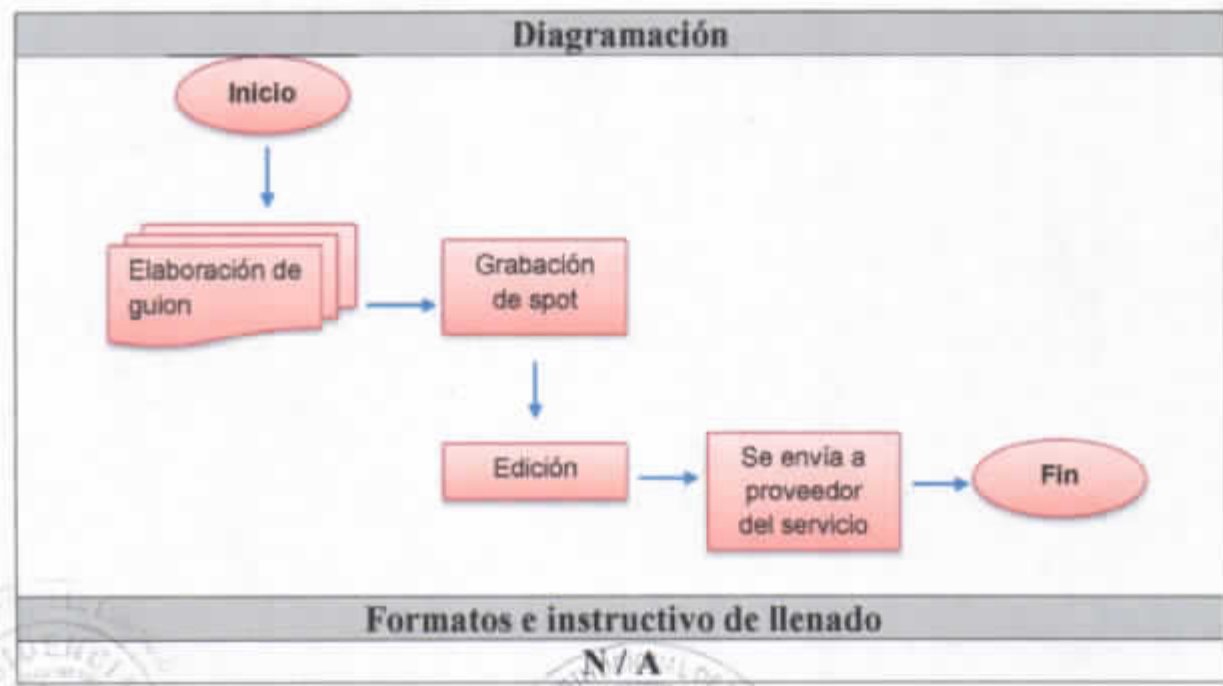 Diagramación
Inicio
Elaboración de
guion
Grabación
de spot
Edición
Se envía a
proveedor
del servicio
Fin
Formatos e instructivo de llenado
N / A